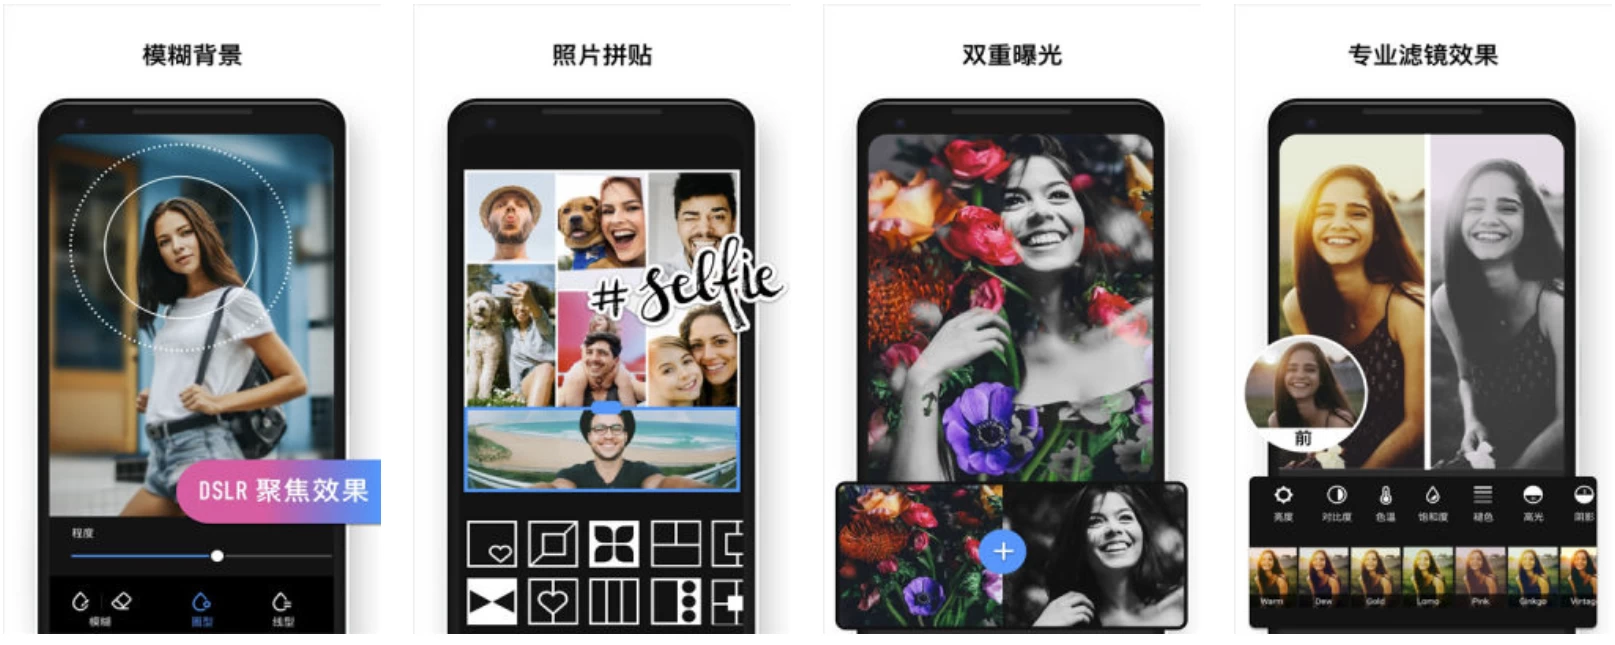 模糊背景
DSLR 聚焦效果
程度
模糊
圆型
线型
照片拼贴
# selfie
双重曝光
专业滤镜效果
前
亮度 对比度 色温 饱和度 褪色 高光 阴影
Warm Dew Gold Lomo Pink Ginkgo Vintag